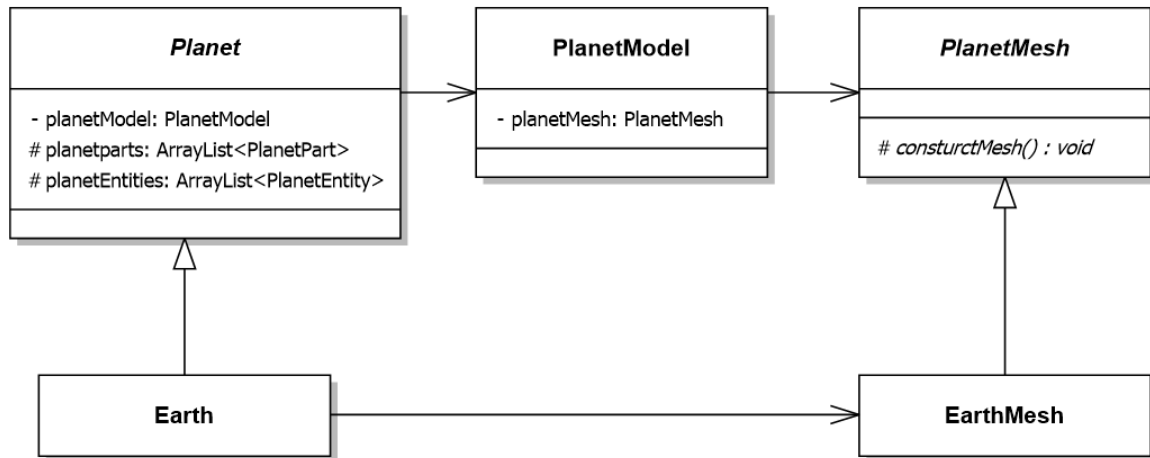 Planet
- planetModel: PlanetModel
# planetparts: ArrayList<PlanetPart>
# planetEntities: ArrayList<PlanetEntity>
PlanetModel
- planetMesh: PlanetMesh
PlanetMesh
# consturctMesh() : void
Earth
EarthMesh